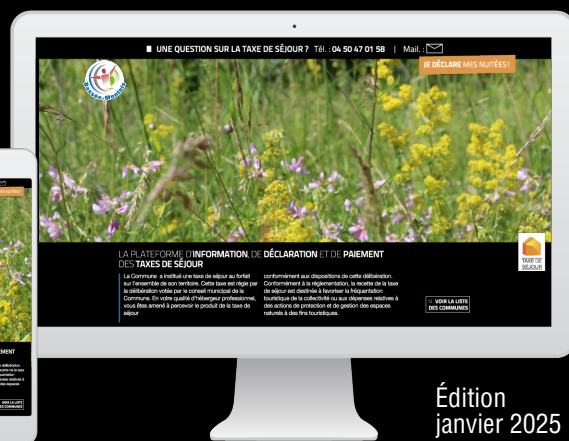 UNE QUESTION SUR LA TAXE DE SÉJOUR ? Tél. : 04 50 47 01 58 | Mail. :
JE DÉCLARE MES NUITÉES !
Bassée-Montois
LA PLATEFORME D'INFORMATION, DE DÉCLARATION ET DE PAIEMENT
DES TAXES DE SÉJOUR
La Commune a institué une taxe de séjour au forfait
sur l'ensemble de son territoire. Cette taxe est régie par
la délibération votée par le conseil municipal de la
Commune. En votre qualité d'hébergeur professionnel,
vous êtes amené à percevoir le produit de la taxe de
séjour
conformément aux dispositions de cette délibération.
Conformément à la réglementation, la recette de la taxe
de séjour est destinée à favoriser la fréquentation
touristique de la collectivité ou aux dépenses relatives à
des actions de protection et de gestion des espaces
naturels à des fins touristiques.
TAXE DE
SÉJOUR
VOIR LA LISTE
DES COMMUNES
Édition
janvier 2025